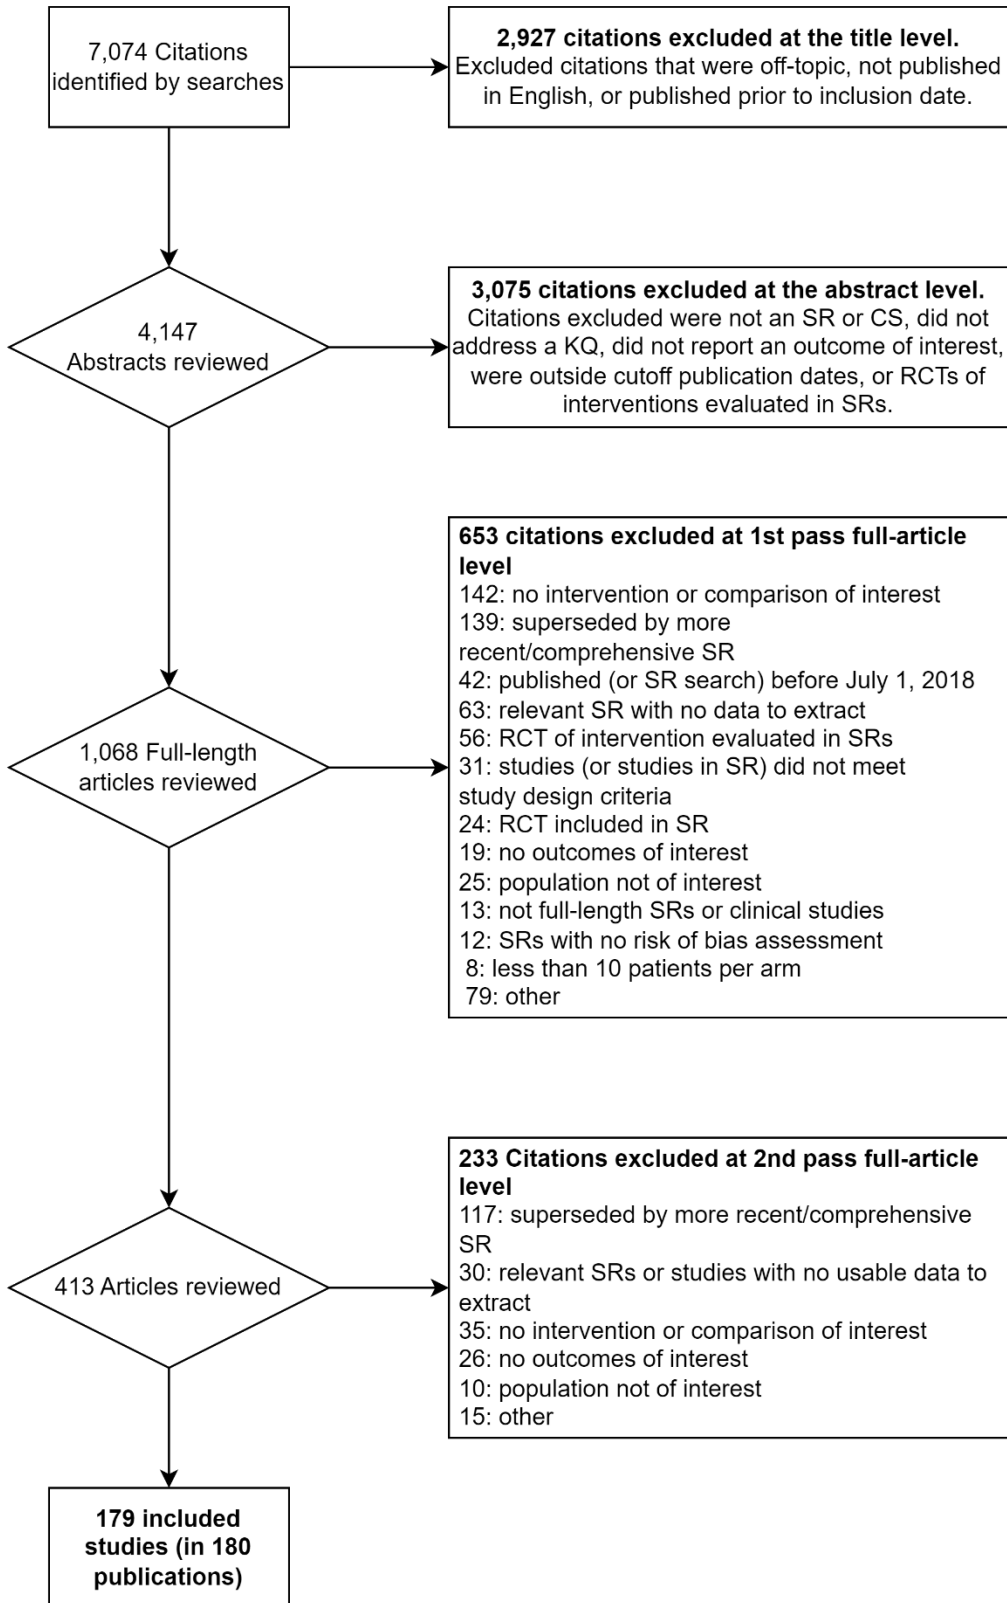 7,074 Citations
identified by searches
2,927 citations excluded at the title level.
Excluded citations that were off-topic, not published
in English, or published prior to inclusion date.
4,147
Abstracts reviewed
3,075 citations excluded at the abstract level.
Citations excluded were not an SR or CS, did not
address a KQ, did not report an outcome of interest,
were outside cutoff publication dates, or RCTs of
interventions evaluated in SRs.
1,068 Full-length
articles reviewed
653 citations excluded at 1st pass full-article
level
142: no intervention or comparison of interest
139: superseded by more
recent/comprehensive SR
42: published (or SR search) before July 1, 2018
63: relevant SR with no data to extract
56: RCT of intervention evaluated in SRs
31: studies (or studies in SR) did not meet
study design criteria
24: RCT included in SR
19: no outcomes of interest
25: population not of interest
13: not full-length SRs or clinical studies
12: SRs with no risk of bias assessment
8: less than 10 patients per arm
79: other
413 Articles reviewed
233 Citations excluded at 2nd pass full-article
level
117: superseded by more recent/comprehensive
SR
30: relevant SRs or studies with no usable data to
extract
35: no intervention or comparison of interest
26: no outcomes of interest
10: population not of interest
15: other
179 included
studies (in 180
publications)